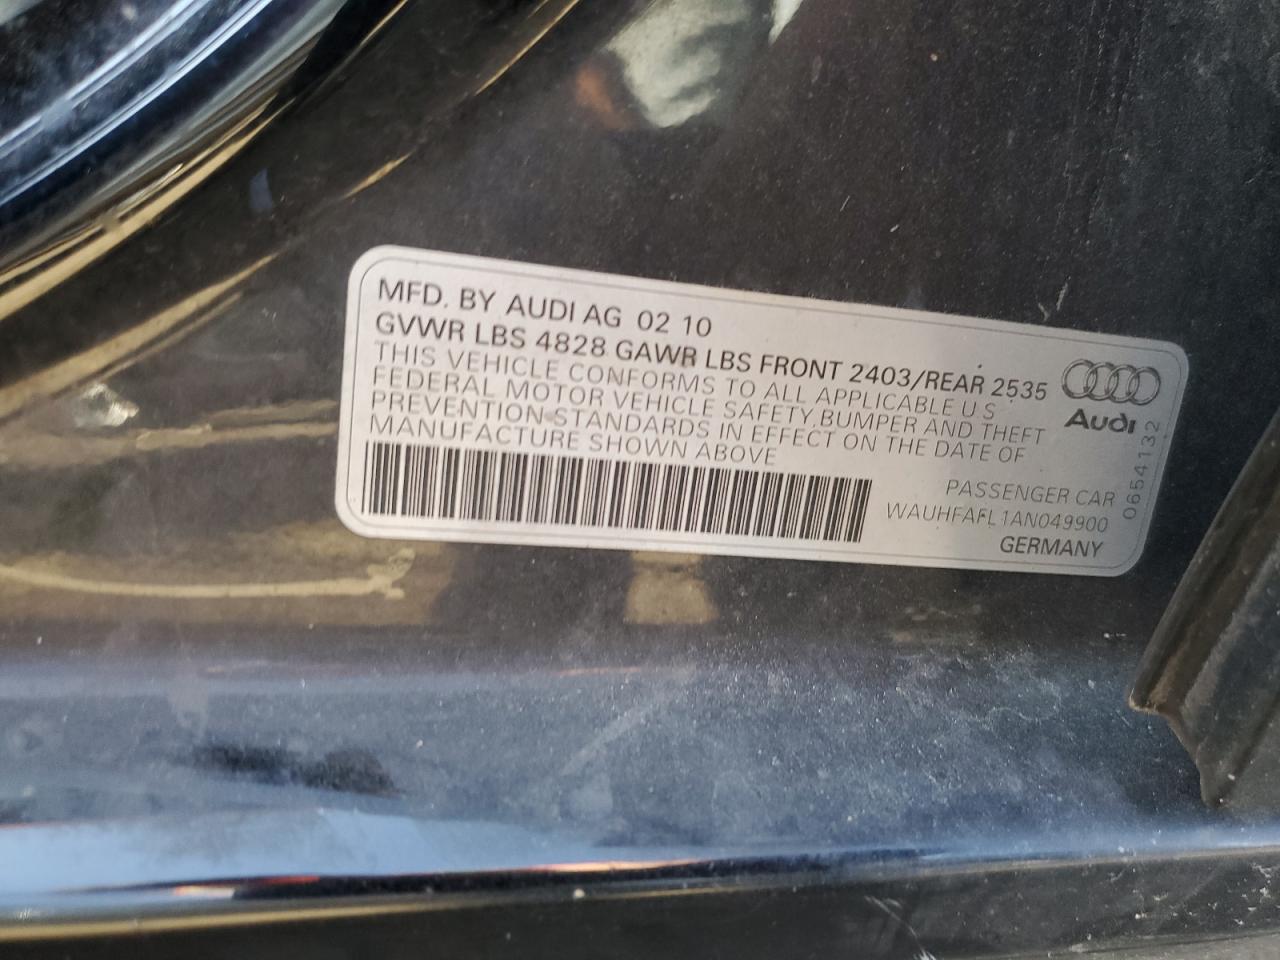 MFD. BY AUDI AG 02 10
GVWR LBS 4828 GAWR LBS FRONT 2403/REAR 2535
THIS VEHICLE CONFORMS TO ALL APPLICABLE U S
FEDERAL MOTOR VEHICLE SAFETY, BUMPER AND THEFT
PREVENTION STANDARDS IN EFFECT ON THE DATE OF
MANUFACTURE SHOWN ABOVE
Audi
PASSENGER CAR
WAUHFAFL1AN049900
GERMANY
0654132